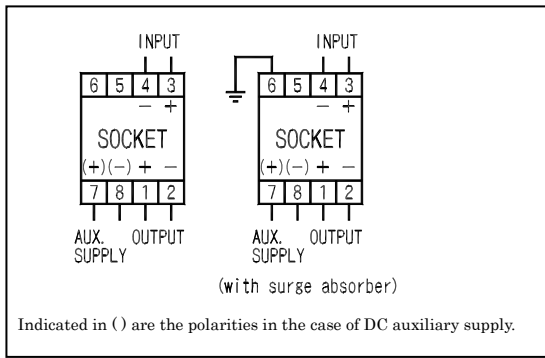 INPUT INPUT
6 5 4 3 6 5 4 3
− + − +
SOCKET SOCKET
(+)(−) + − (+)(−) + −
7 8 1 2 7 8 1 2
AUX. OUTPUT AUX. OUTPUT
SUPPLY SUPPLY
(with surge absorber)
Indicated in ( ) are the polarities in the case of DC auxiliary supply.